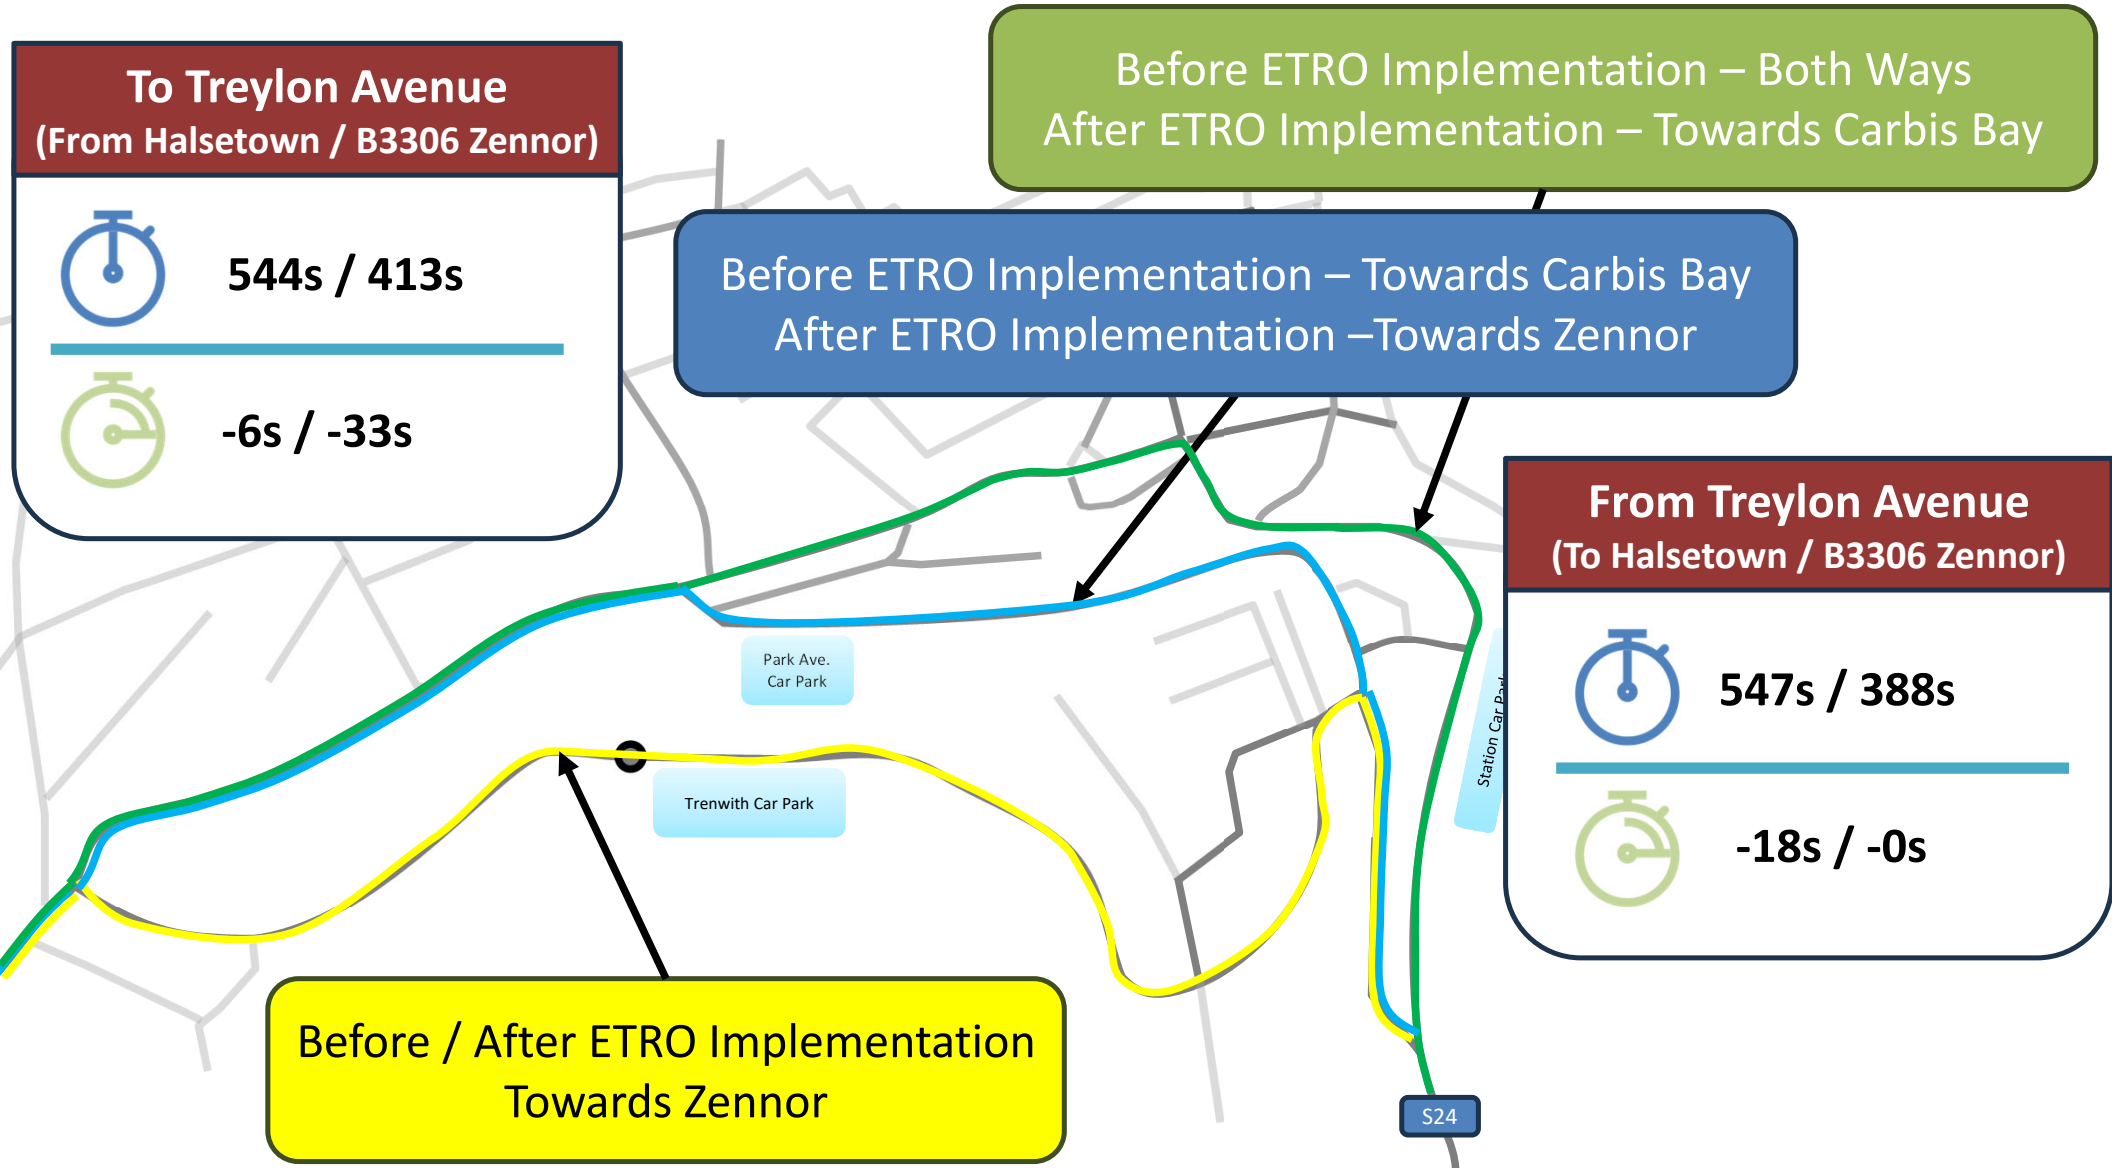 Before ETRO Implementation – Both Ways
After ETRO Implementation – Towards Carbis Bay
To Treylon Avenue
(From Halsetown / B3306 Zennor)
544s / 413s
-6s / -33s
Before ETRO Implementation – Towards Carbis Bay
After ETRO Implementation –Towards Zennor
From Treylon Avenue
(To Halsetown / B3306 Zennor)
547s / 388s
-18s / -0s
Park Ave.
Car Park
Station Car Park
Trenwith Car Park
Before / After ETRO Implementation
Towards Zennor
S24